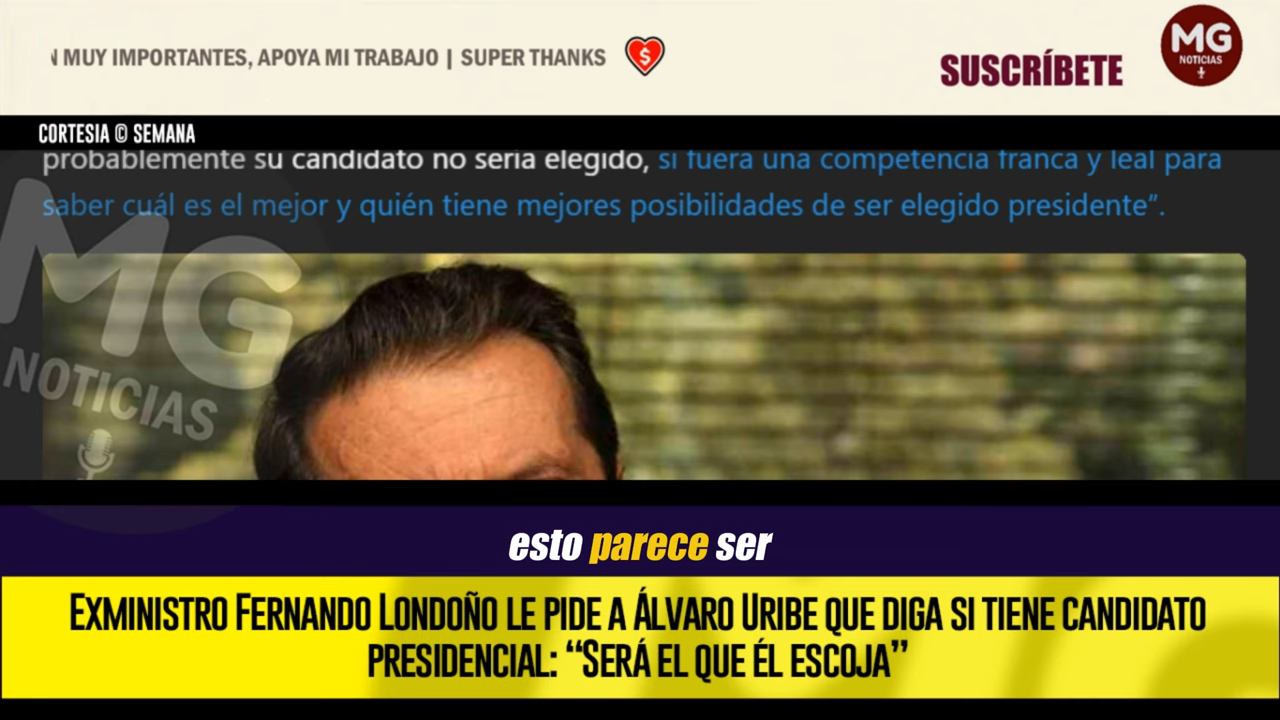 N MUY IMPORTANTES, APOYA MI TRABAJO | SUPER THANKS
SUSCRÍBETE
MG
NOTICIAS
CORTESIA © SEMANA
probablemente su candidato no sería elegido, si fuera una competencia franca y leal para
saber cuál es el mejor y quién tiene mejores posibilidades de ser elegido presidente”.
MG
NOTICIAS
esto parece ser
EXMINISTRO FERNANDO LONDOÑO LE PIDE A ÁLVARO URIBE QUE DIGA SI TIENE CANDIDATO
PRESIDENCIAL: “SERÁ EL QUE ÉL ESCOJA”